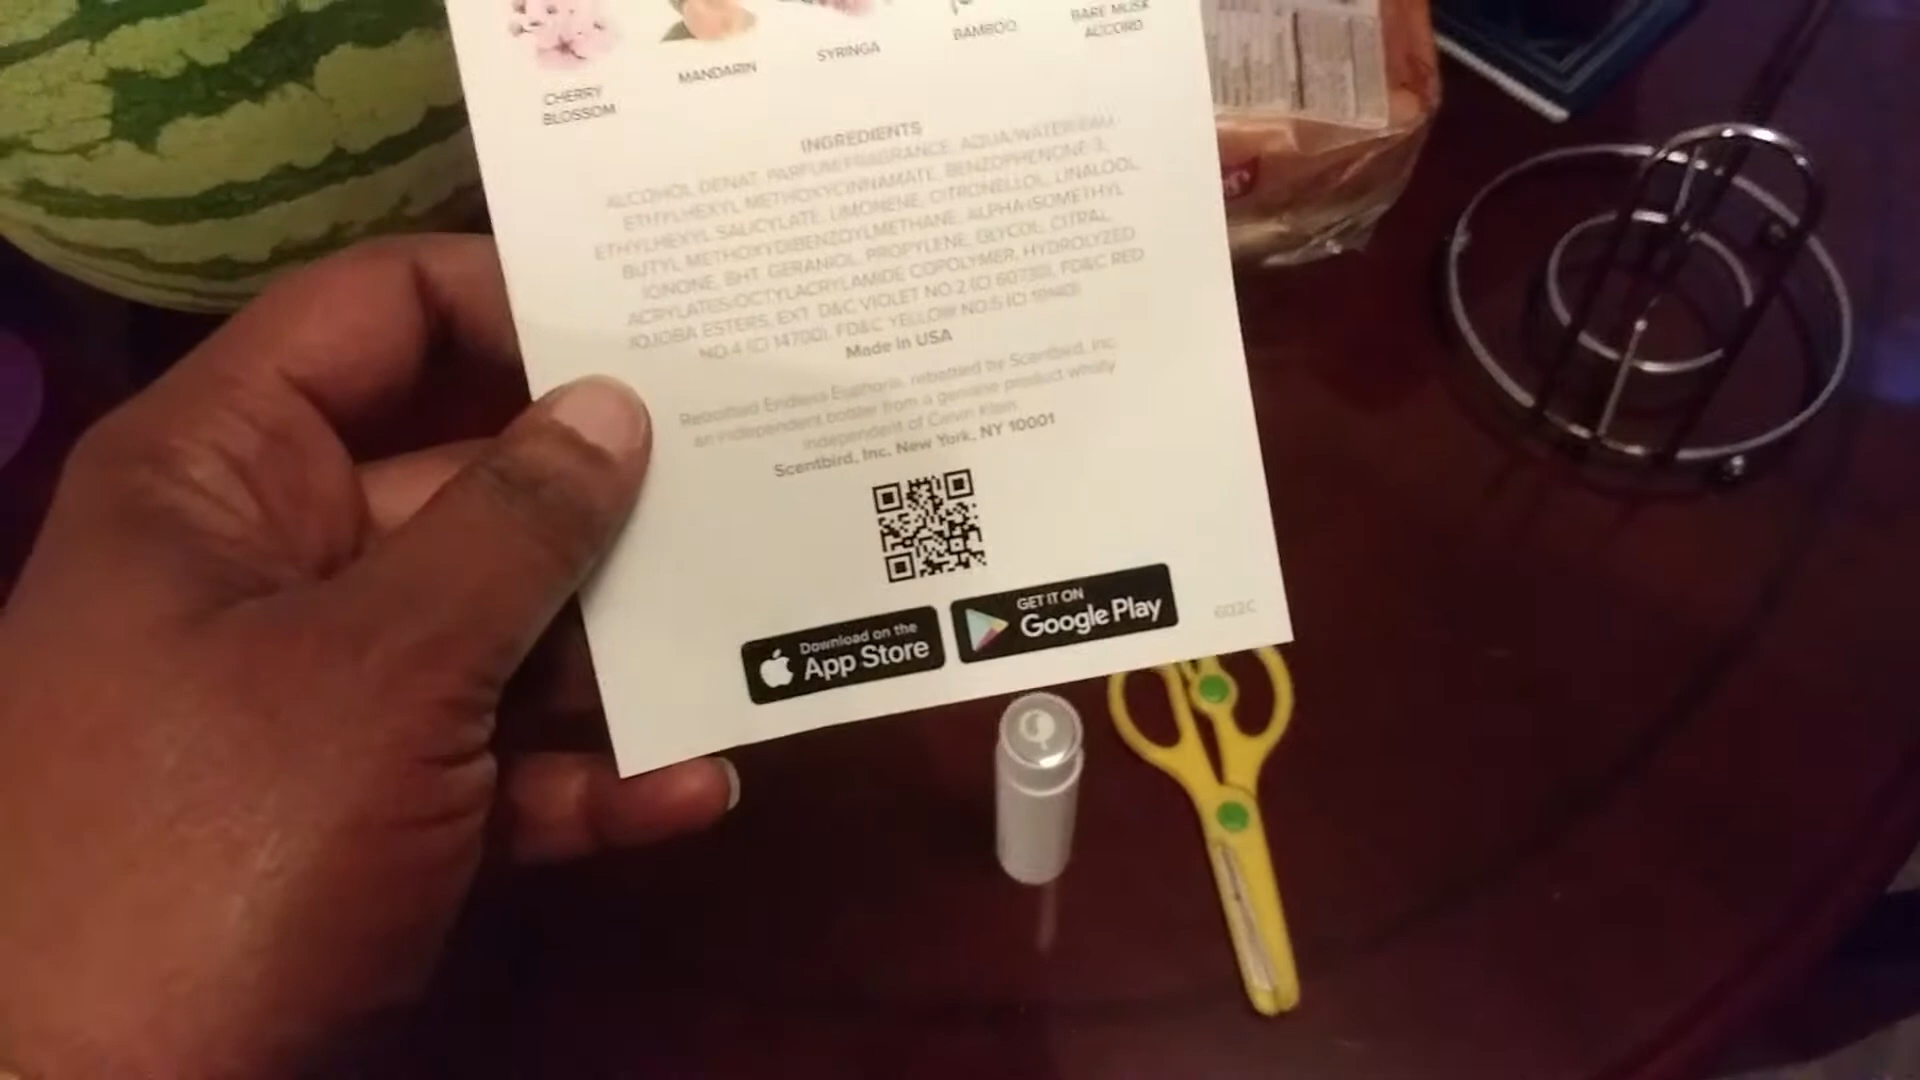 CHERRY
BLOSSOM
MANDARIN
SYRINGA
BAMBOO
BARE MUSK
ACCORD
INGREDIENTS
ALCOHOL DENAT, PARFUM/FRAGRANCE, AQUA/WATER/EAU,
ETHYLHEXYL METHOXYCINNAMATE, BENZOPHENONE-3,
ETHYLHEXYL SALICYLATE, LIMONENE, CITRONELLOL, LINALOOL,
BUTYL METHOXYDIBENZOYLMETHANE, ALPHA-ISOMETHYL
IONONE, BHT, GERANIOL, PROPYLENE, GLYCOL, CITRAL,
ACRYLATES/OCTYLACRYLAMIDE COPOLYMER, HYDROLYZED
JOJOBA ESTERS, EXT. D&C VIOLET NO.2 (CI 60730), FD&C RED
NO.4 (CI 14700), FD&C YELLOW NO.5 (CI 19140)
Made in USA
Rebottled Endless Euphoria, rebottled by Scentbird, Inc.
an independent bottler from a genuine product wholly
independent of Calvin Klein
Scentbird, Inc. New York, NY 10001
Download on the
App Store
GET IT ON
Google Play
602C